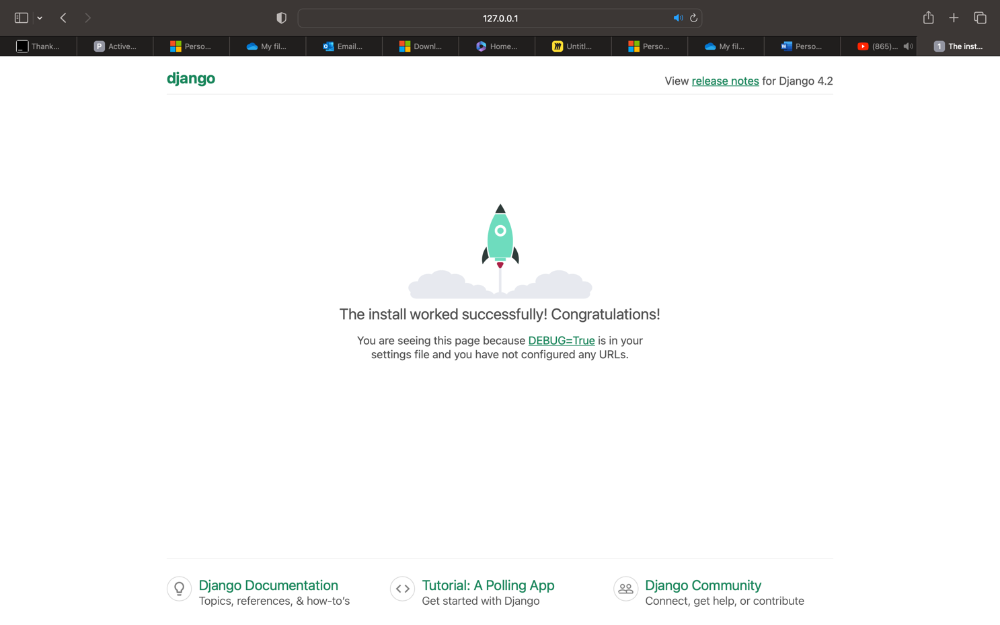 127.0.0.1
Thank...
P Active...
Perso...
My fil...
Email...
Downl...
Home...
Untitl...
Perso...
My fil...
W Perso...
(865)...
1 The inst...
django
View release notes for Django 4.2
The install worked successfully! Congratulations!
You are seeing this page because DEBUG=True is in your
settings file and you have not configured any URLs.
Django Documentation
Topics, references, & how-to’s
Tutorial: A Polling App
Get started with Django
Django Community
Connect, get help, or contribute